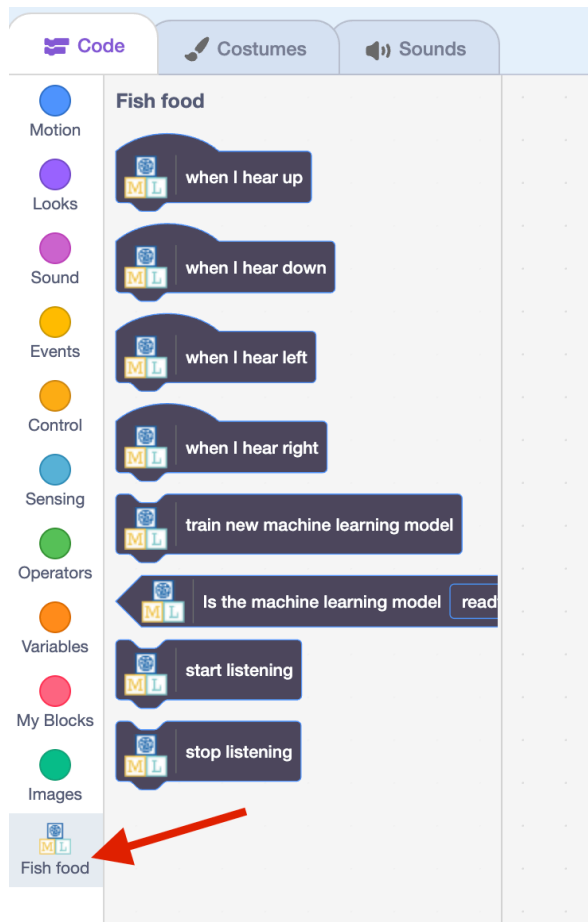 Code
Costumes
Sounds
Motion
Looks
Sound
Events
Control
Sensing
Operators
Variables
My Blocks
Images
M L
Fish food
Fish food
M L when I hear up
M L when I hear down
M L when I hear left
M L when I hear right
M L train new machine learning model
M L Is the machine learning model read
M L start listening
M L stop listening